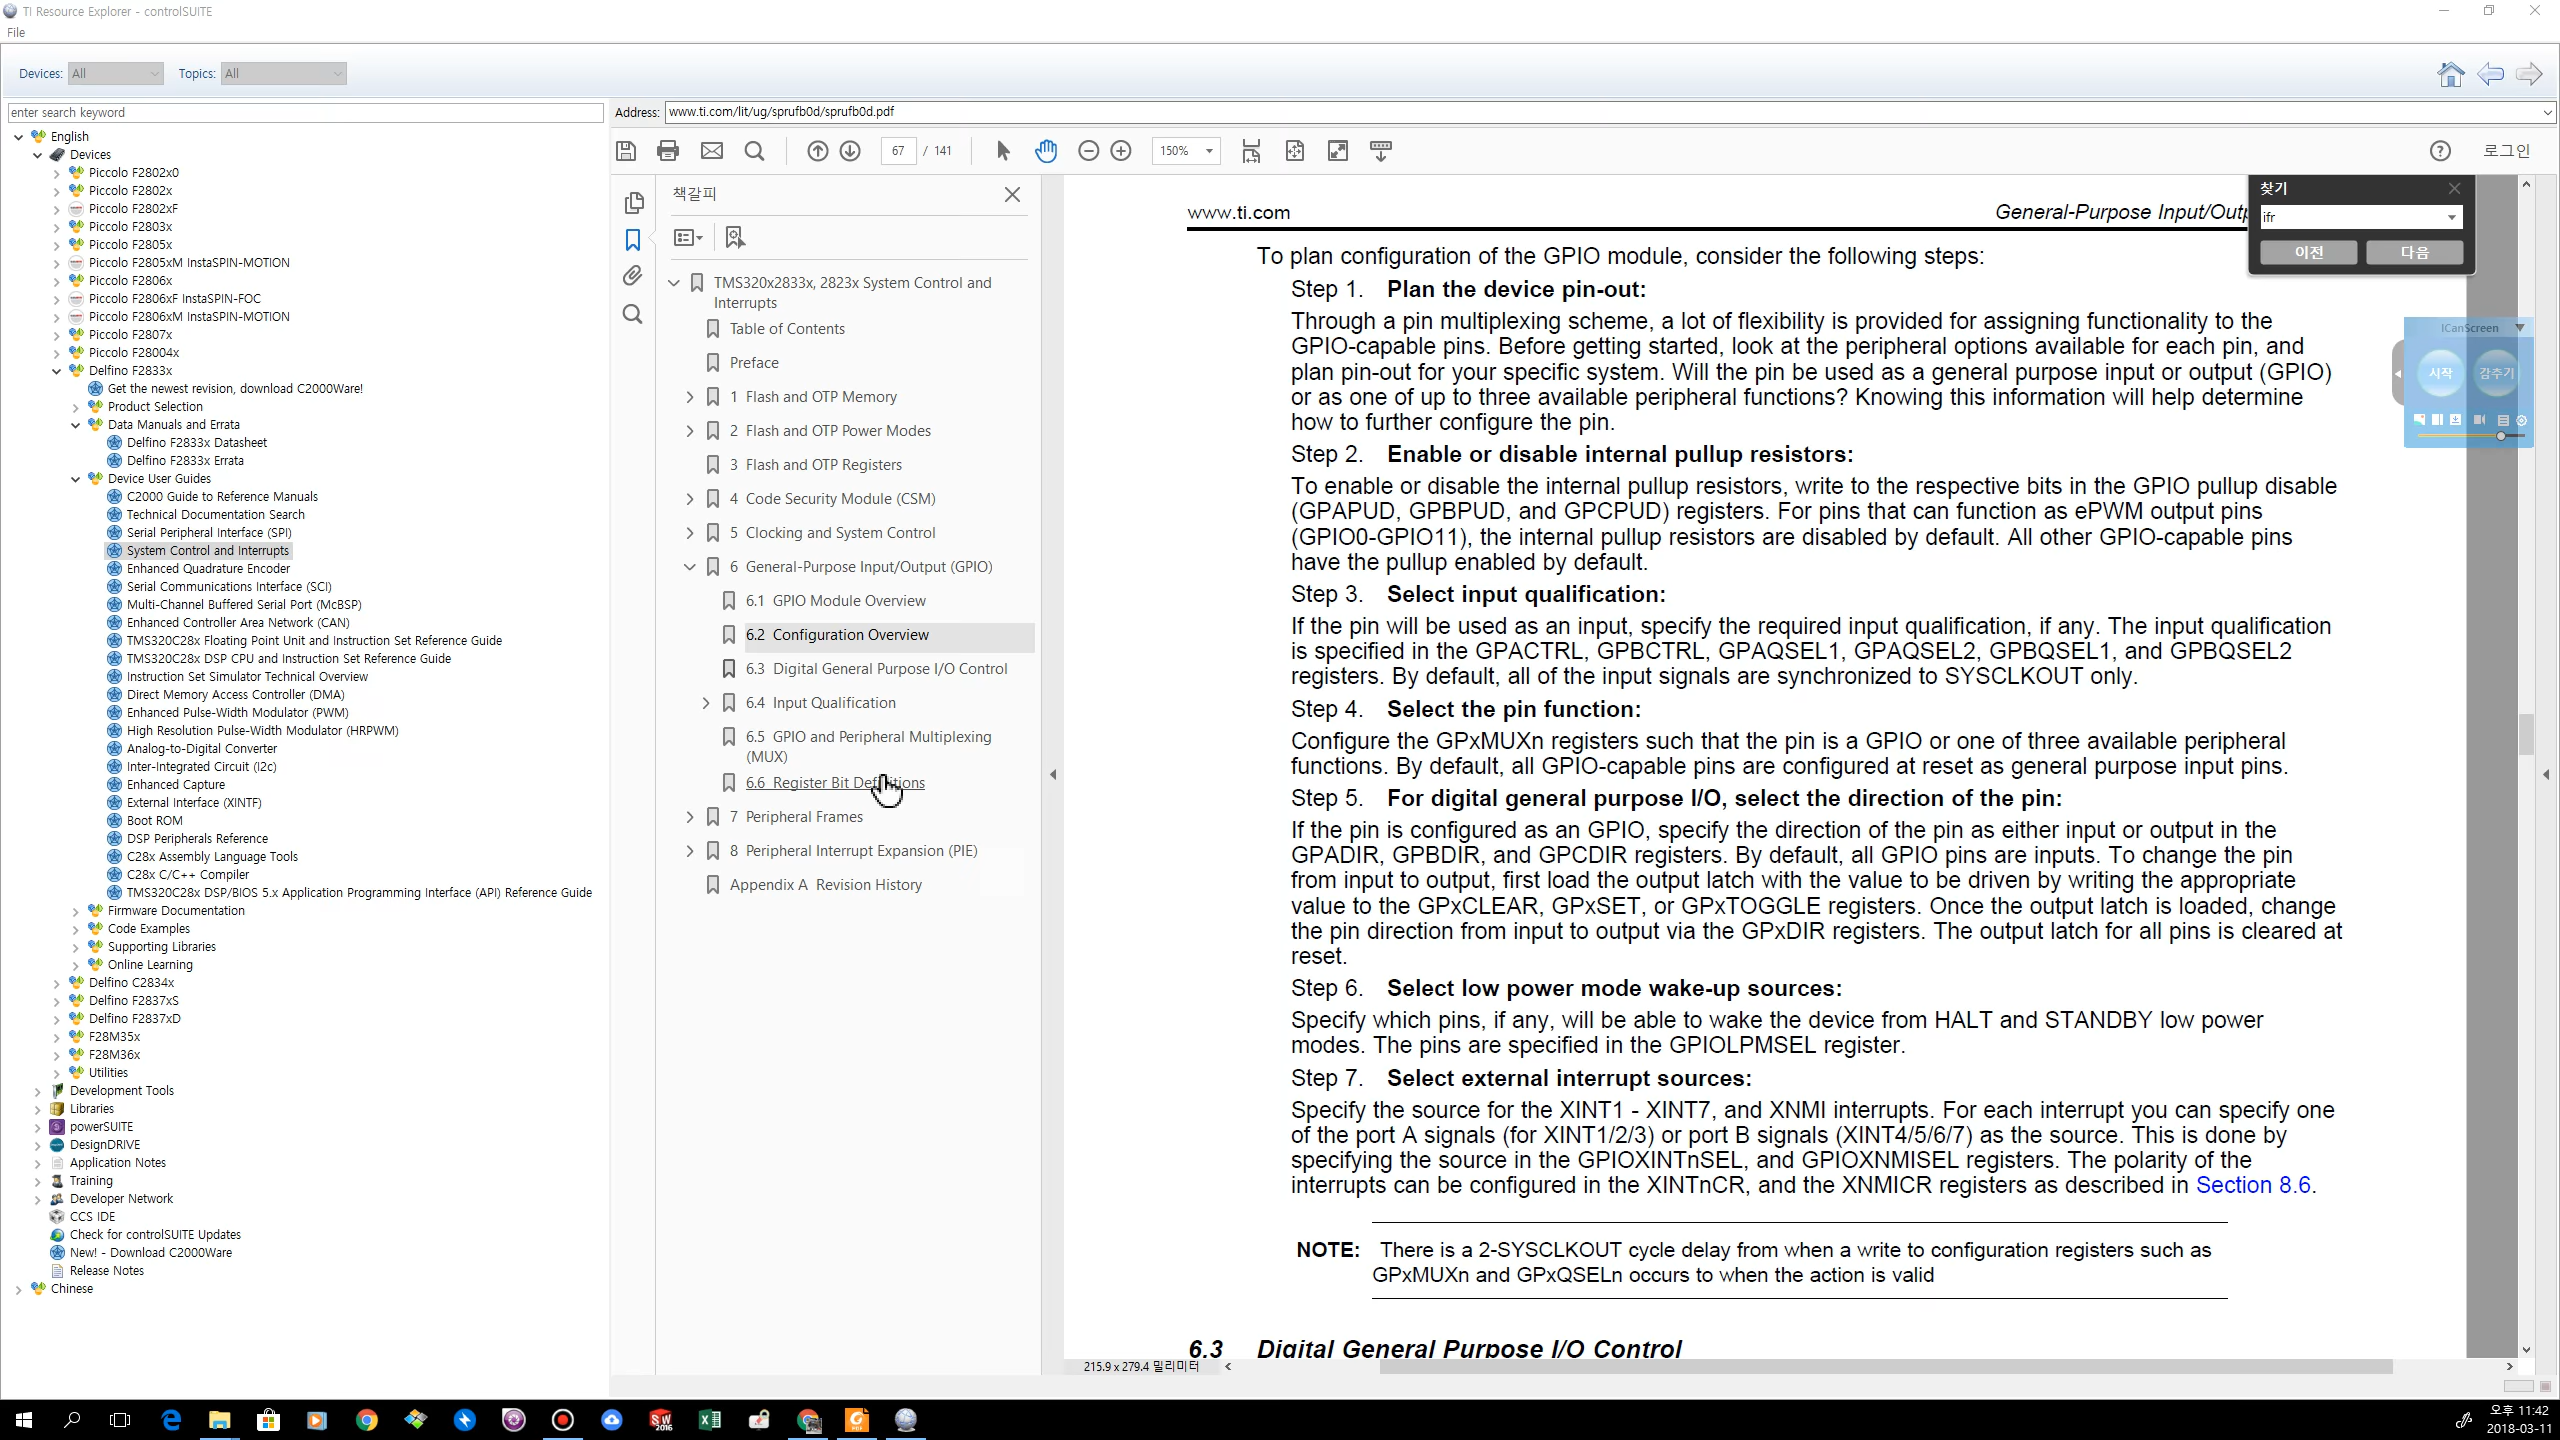 TI Resource Explorer - controlSUITE
File
Devices: All Topics: All
enter search keyword
English
Devices
Piccolo F2802x0
Piccolo F2802x
Piccolo F2802xF
Piccolo F2803x
Piccolo F2805x
Piccolo F2805xM InstaSPIN-MOTION
Piccolo F2806x
Piccolo F2806xF InstaSPIN-FOC
Piccolo F2806xM InstaSPIN-MOTION
Piccolo F2807x
Piccolo F28004x
Delfino F2833x
Get the newest revision, download C2000Ware!
Product Selection
Data Manuals and Errata
Delfino F2833x Datasheet
Delfino F2833x Errata
Device User Guides
C2000 Guide to Reference Manuals
Technical Documentation Search
Serial Peripheral Interface (SPI)
System Control and Interrupts
Enhanced Quadrature Encoder
Serial Communications Interface (SCI)
Multi-Channel Buffered Serial Port (McBSP)
Enhanced Controller Area Network (CAN)
TMS320C28x Floating Point Unit and Instruction Set Reference Guide
TMS320C28x DSP CPU and Instruction Set Reference Guide
Instruction Set Simulator Technical Overview
Direct Memory Access Controller (DMA)
Enhanced Pulse-Width Modulator (PWM)
High Resolution Pulse-Width Modulator (HRPWM)
Analog-to-Digital Converter
Inter-Integrated Circuit (I2c)
Enhanced Capture
External Interface (XINTF)
Boot ROM
DSP Peripherals Reference
C28x Assembly Language Tools
C28x C/C++ Compiler
TMS320C28x DSP/BIOS 5.x Application Programming Interface (API) Reference Guide
Firmware Documentation
Code Examples
Supporting Libraries
Online Learning
Delfino C2834x
Delfino F2837xS
Delfino F2837xD
F28M35x
F28M36x
Utilities
Development Tools
Libraries
powerSUITE
DesignDRIVE
Application Notes
Training
Developer Network
CCS IDE
Check for controlSUITE Updates
New! - Download C2000Ware
Release Notes
Chinese
Address: www.ti.com/lit/ug/sprufb0d/sprufb0d.pdf
67 / 141 150% 로그인
책갈피
TMS320x2833x, 2823x System Control and
Interrupts
Table of Contents
Preface
1 Flash and OTP Memory
2 Flash and OTP Power Modes
3 Flash and OTP Registers
4 Code Security Module (CSM)
5 Clocking and System Control
6 General-Purpose Input/Output (GPIO)
6.1 GPIO Module Overview
6.2 Configuration Overview
6.3 Digital General Purpose I/O Control
6.4 Input Qualification
6.5 GPIO and Peripheral Multiplexing
(MUX)
6.6 Register Bit Definitions
7 Peripheral Frames
8 Peripheral Interrupt Expansion (PIE)
Appendix A Revision History
www.ti.com General-Purpose Input/Outp
찾기
ifr
이전 다음
ICanScreen
시작 감추기
To plan configuration of the GPIO module, consider the following steps:
Step 1. Plan the device pin-out:
Through a pin multiplexing scheme, a lot of flexibility is provided for assigning functionality to the
GPIO-capable pins. Before getting started, look at the peripheral options available for each pin, and
plan pin-out for your specific system. Will the pin be used as a general purpose input or output (GPIO)
or as one of up to three available peripheral functions? Knowing this information will help determine
how to further configure the pin.
Step 2. Enable or disable internal pullup resistors:
To enable or disable the internal pullup resistors, write to the respective bits in the GPIO pullup disable
(GPAPUD, GPBPUD, and GPCPUD) registers. For pins that can function as ePWM output pins
(GPIO0-GPIO11), the internal pullup resistors are disabled by default. All other GPIO-capable pins
have the pullup enabled by default.
Step 3. Select input qualification:
If the pin will be used as an input, specify the required input qualification, if any. The input qualification
is specified in the GPACTRL, GPBCTRL, GPAQSEL1, GPAQSEL2, GPBQSEL1, and GPBQSEL2
registers. By default, all of the input signals are synchronized to SYSCLKOUT only.
Step 4. Select the pin function:
Configure the GPxMUXn registers such that the pin is a GPIO or one of three available peripheral
functions. By default, all GPIO-capable pins are configured at reset as general purpose input pins.
Step 5. For digital general purpose I/O, select the direction of the pin:
If the pin is configured as an GPIO, specify the direction of the pin as either input or output in the
GPADIR, GPBDIR, and GPCDIR registers. By default, all GPIO pins are inputs. To change the pin
from input to output, first load the output latch with the value to be driven by writing the appropriate
value to the GPxCLEAR, GPxSET, or GPxTOGGLE registers. Once the output latch is loaded, change
the pin direction from input to output via the GPxDIR registers. The output latch for all pins is cleared at
reset.
Step 6. Select low power mode wake-up sources:
Specify which pins, if any, will be able to wake the device from HALT and STANDBY low power
modes. The pins are specified in the GPIOLPMSEL register.
Step 7. Select external interrupt sources:
Specify the source for the XINT1 - XINT7, and XNMI interrupts. For each interrupt you can specify one
of the port A signals (for XINT1/2/3) or port B signals (XINT4/5/6/7) as the source. This is done by
specifying the source in the GPIOXINTnSEL, and GPIOXNMISEL registers. The polarity of the
interrupts can be configured in the XINTnCR, and the XNMICR registers as described in Section 8.6.
NOTE: There is a 2-SYSCLKOUT cycle delay from when a write to configuration registers such as
GPxMUXn and GPxQSELn occurs to when the action is valid
6.3 Digital General Purpose I/O Control
215.9 x 279.4 밀리미터
오후 11:42
2018-03-11